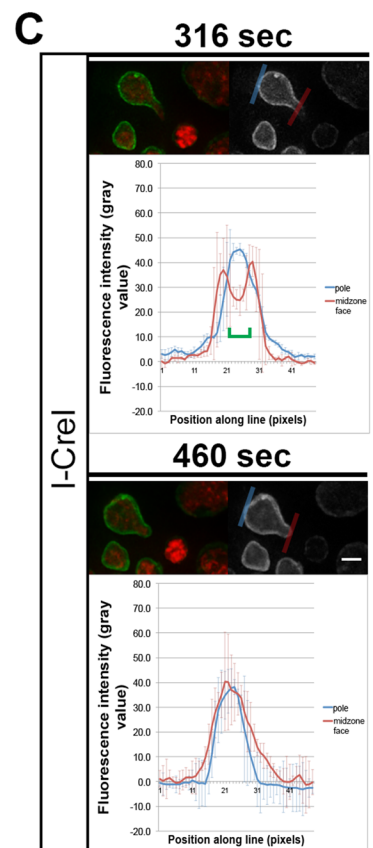 C
316 sec
I-CreI
Fluorescence intensity (gray
value)
80.0
70.0
60.0
50.0
40.0
30.0
20.0
10.0
0.0
-10.0
-20.0
1 11 21 31 41
pole
midzone
face
Position along line (pixels)
460 sec
Fluorescence intensity (gray
value)
80.0
70.0
60.0
50.0
40.0
30.0
20.0
10.0
0.0
-10.0
-20.0
1 11 21 31 41
pole
midzone
face
Position along line (pixels)